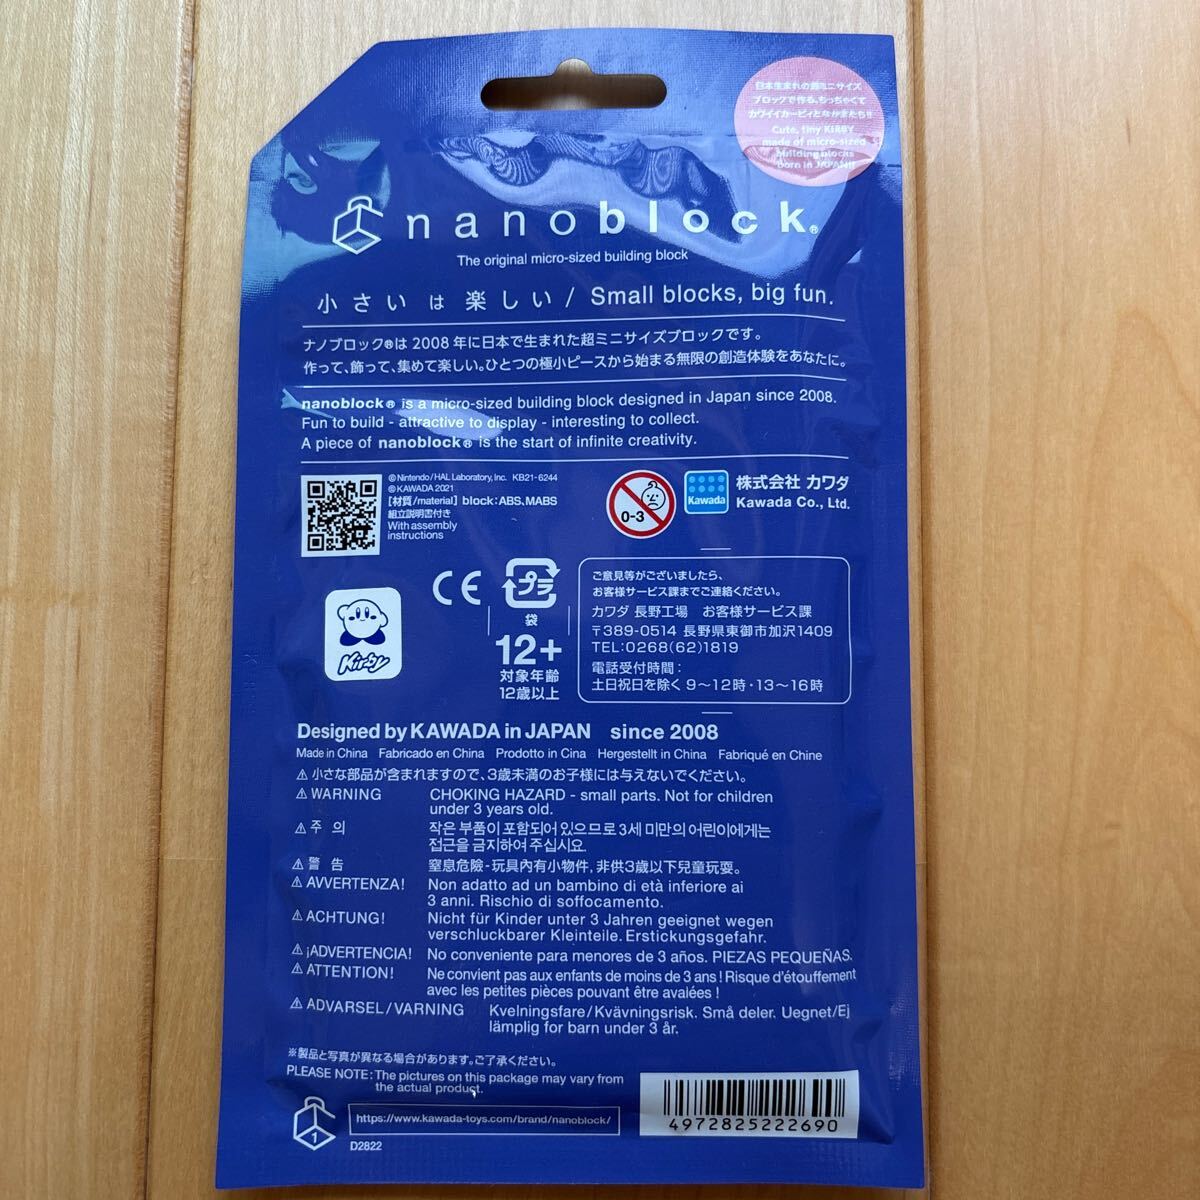 日本生まれの超ミニサイズ
ブロックで作る、ちっちゃくて
カワイイカービィとなかまたち!!
Cute, tiny KIRBY
made of micro-sized
building blocks
born in JAPAN!!
nanoblock®
The original micro-sized building block
小さいは楽しい / Small blocks, big fun.
ナノブロック®は2008年に日本で生まれた超ミニサイズブロックです。
作って、飾って、集めて楽しい。ひとつの極小ピースから始まる無限の創造体験をあなたに。
nanoblock® is a micro-sized building block designed in Japan since 2008.
Fun to build - attractive to display - interesting to collect.
A piece of nanoblock® is the start of infinite creativity.
© Nintendo / HAL Laboratory, Inc. KB21-6244
® KAWADA 2021
【材質/material】block:ABS、MABS
組立説明書付き
With assembly
instructions
0-3
Kawada
株式会社 カワダ
Kawada Co., Ltd.
Kirby
CE
プラ
袋
12+
対象年齢
12歳以上
ご意見等がございましたら、
お客様サービス課までご連絡ください。
カワダ 長野工場 お客様サービス課
〒389-0514 長野県東御市加沢1409
TEL:0268(62)1819
電話受付時間：
土日祝日を除く 9～12時・13～16時
Designed by KAWADA in JAPAN since 2008
Made in China Fabricado en China Prodotto in Cina Hergestellt in China Fabriqué en Chine
⚠小さな部品が含まれますので、3歳未満のお子様には与えないでください。
⚠WARNING CHOKING HAZARD - small parts. Not for children
under 3 years old.
⚠주 의 작은 부품이 포함되어 있으므로 3세 미만의 어린이에게는
접근을 금지하여 주십시요.
⚠警 告 窒息危險-玩具內有小物件，非供3歲以下兒童玩耍。
⚠AVVERTENZA! Non adatto ad un bambino di età inferiore ai
3 anni. Rischio di soffocamento.
⚠ACHTUNG! Nicht für Kinder unter 3 Jahren geeignet wegen
verschluckbarer Kleinteile. Erstickungsgefahr.
⚠¡ADVERTENCIA! No conveniente para menores de 3 años. PIEZAS PEQUEÑAS.
⚠ATTENTION! Ne convient pas aux enfants de moins de 3 ans ! Risque d'étouffement
avec les petites pièces pouvant être avalées !
⚠ADVARSEL/VARNING Kvelningsfare/Kvävningsrisk. Små deler. Uegnet/Ej
lämplig for barn under 3 år.
※製品と写真が異なる場合があります。ご了承ください。
PLEASE NOTE: The pictures on this package may vary from
the actual product.
1
https://www.kawada-toys.com/brand/nanoblock/
D2822
4972825222690